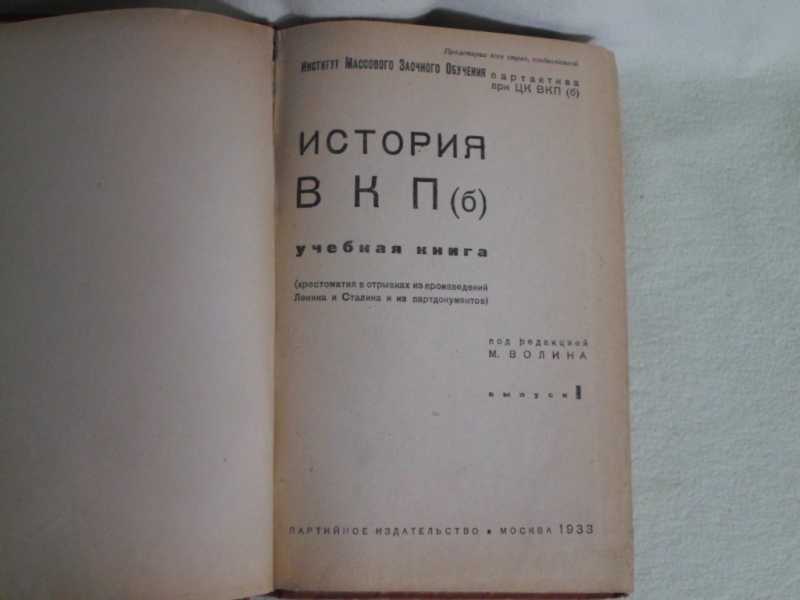 Пролетарии всех стран, соединяйтесь!
Институт Массового Заочного Обучения партактива
при ЦК ВКП (б)
ИСТОРИЯ
ВКП (б)
учебная книга
(хрестоматия в отрывках из произведений
Ленина и Сталина и из партдокументов)
под редакцией
М. ВОЛИНА
выпуск I
ПАРТИЙНОЕ ИЗДАТЕЛЬСТВО • МОСКВА 1933